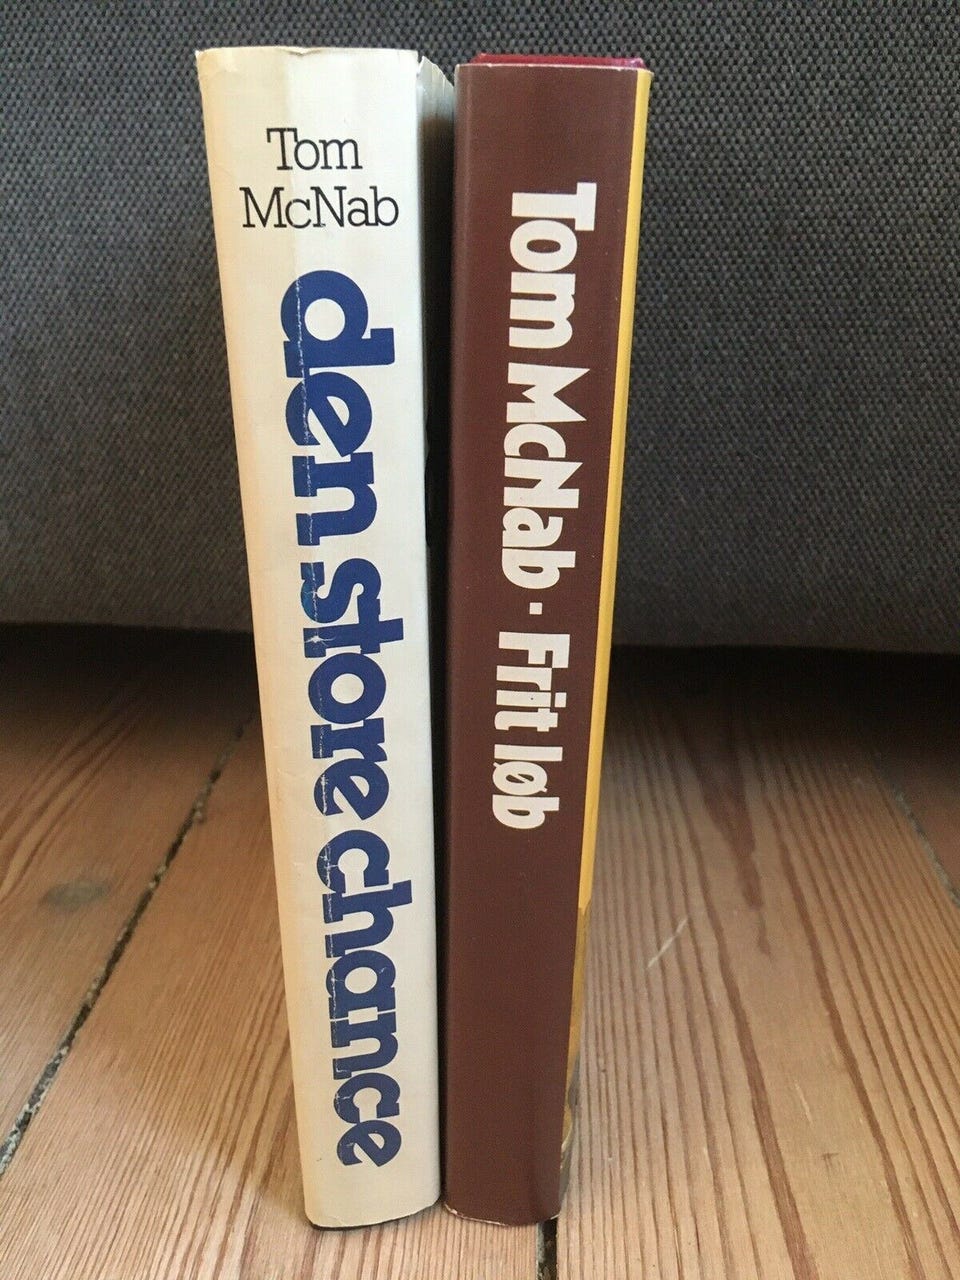 Tom
McNab
den store chance
Tom McNab · Frit løb